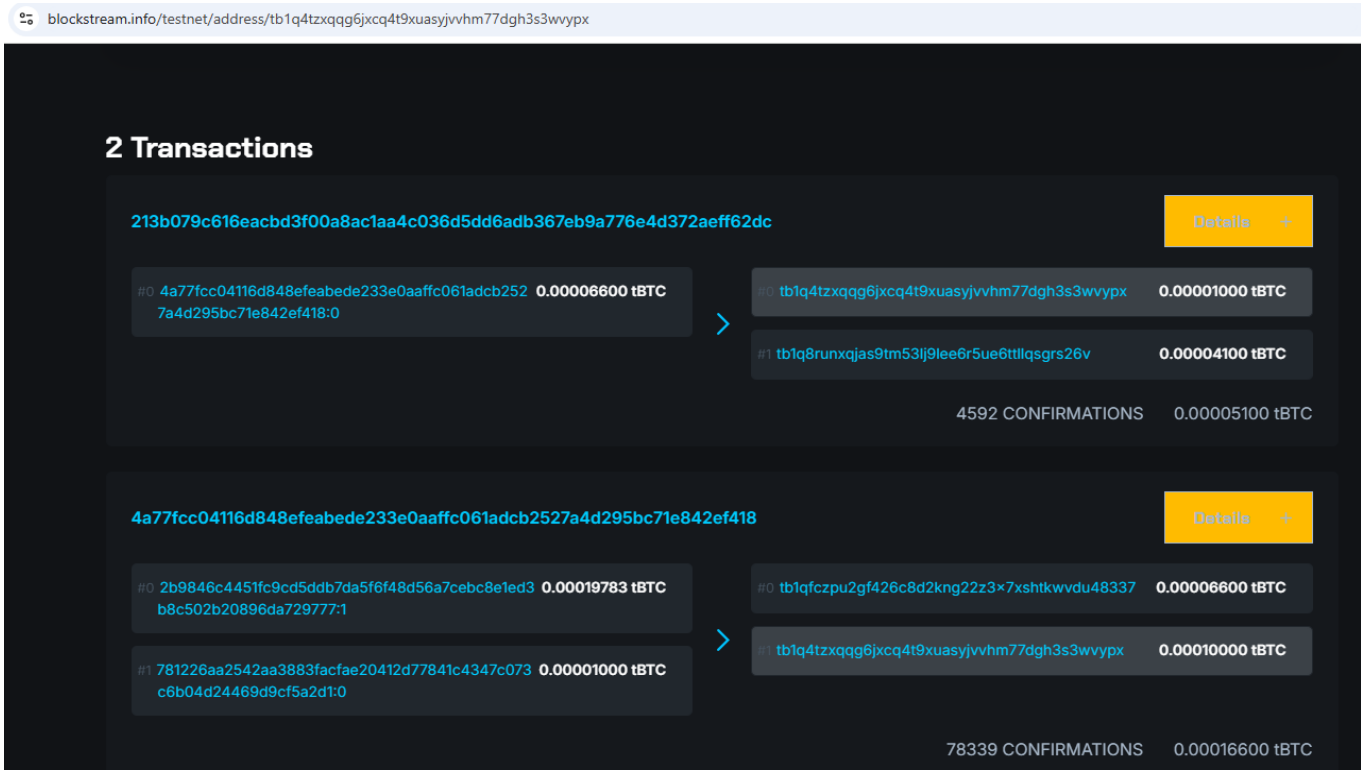 blockstream.info/testnet/address/tb1q4tzxqqg6jxcq4t9xuasyjvvhm77dgh3s3wvypx
2 Transactions
213b079c616eacbd3f00a8ac1aa4c036d5dd6adb367eb9a776e4d372aeff62dc
Details +
#0 4a77fcc04116d848efeabede233e0aaffc061adcb252 0.00006600 tBTC
7a4d295bc71e842ef418:0
#0 tb1q4tzxqqg6jxcq4t9xuasyjvvhm77dgh3s3wvypx 0.00001000 tBTC
#1 tb1q8runxqjas9tm53lj9lee6r5ue6ttllqsgrs26v 0.00004100 tBTC
4592 CONFIRMATIONS 0.00005100 tBTC
4a77fcc04116d848efeabede233e0aaffc061adcb2527a4d295bc71e842ef418
Details +
#0 2b9846c4451fc9cd5ddb7da5f6f48d56a7cebc8e1ed3 0.00019783 tBTC
b8c502b20896da729777:1
#1 781226aa2542aa3883facfae20412d77841c4347c073 0.00001000 tBTC
c6b04d24469d9cf5a2d1:0
#0 tb1qfczpu2gf426c8d2kng22z3×7xshtkwvdu48337 0.00006600 tBTC
#1 tb1q4tzxqqg6jxcq4t9xuasyjvvhm77dgh3s3wvypx 0.00010000 tBTC
78339 CONFIRMATIONS 0.00016600 tBTC